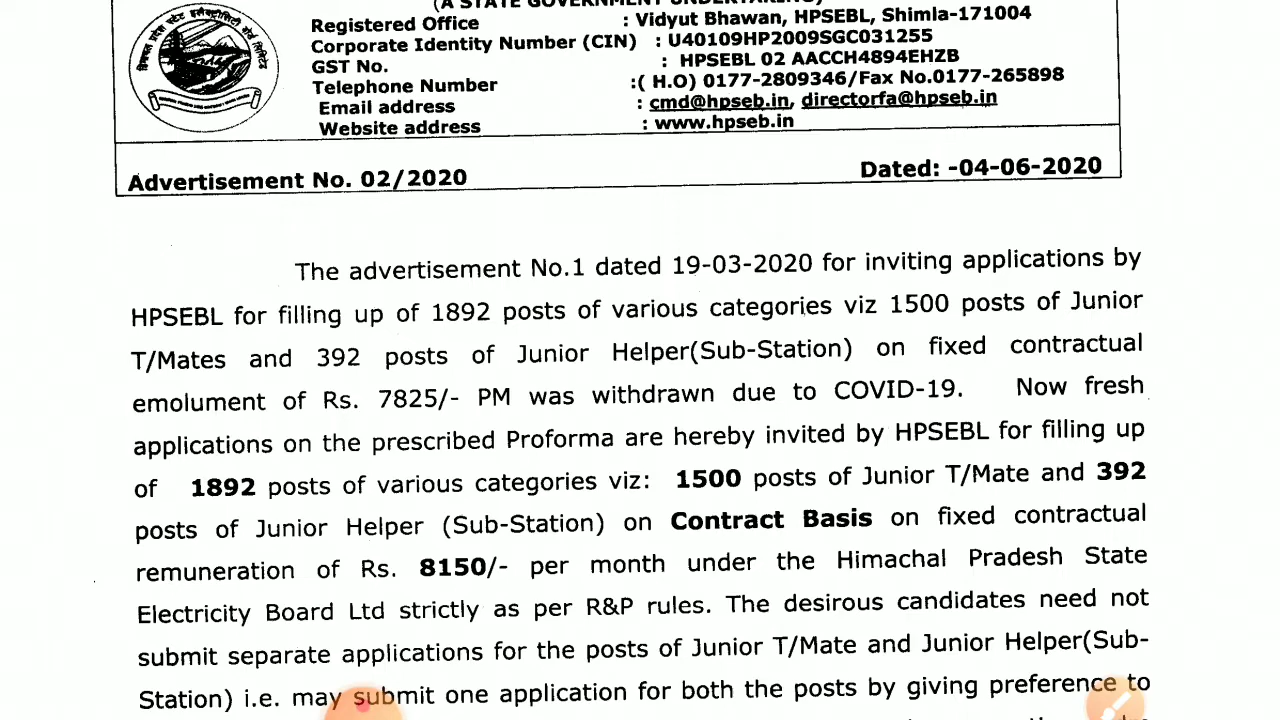 (A STATE GOVERNMENT UNDERTAKING)
Registered Office : Vidyut Bhawan, HPSEBL, Shimla-171004
Corporate Identity Number (CIN) : U40109HP2009SGC031255
GST No. : HPSEBL 02 AACCH4894EHZB
Telephone Number :( H.O) 0177-2809346/Fax No.0177-265898
Email address : cmd@hpseb.in, directorfa@hpseb.in
Website address : www.hpseb.in
Advertisement No. 02/2020 Dated: -04-06-2020
The advertisement No.1 dated 19-03-2020 for inviting applications by
HPSEBL for filling up of 1892 posts of various categories viz 1500 posts of Junior
T/Mates and 392 posts of Junior Helper(Sub-Station) on fixed contractual
emolument of Rs. 7825/- PM was withdrawn due to COVID-19. Now fresh
applications on the prescribed Proforma are hereby invited by HPSEBL for filling up
of 1892 posts of various categories viz: 1500 posts of Junior T/Mate and 392
posts of Junior Helper (Sub-Station) on Contract Basis on fixed contractual
remuneration of Rs. 8150/- per month under the Himachal Pradesh State
Electricity Board Ltd strictly as per R&P rules. The desirous candidates need not
submit separate applications for the posts of Junior T/Mate and Junior Helper(Sub-
Station) i.e. may submit one application for both the posts by giving preference to